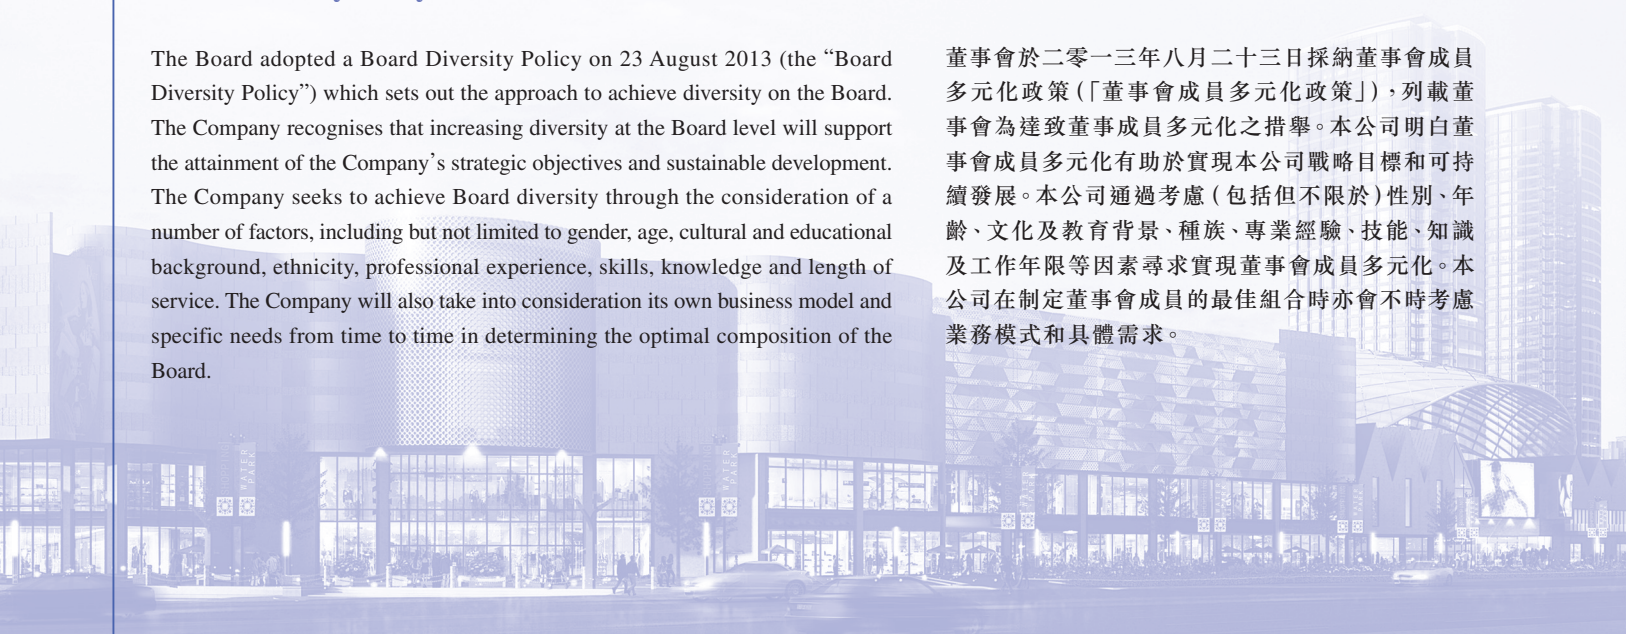 The Board adopted a Board Diversity Policy on 23 August 2013 (the “Board
Diversity Policy”) which sets out the approach to achieve diversity on the Board.
The Company recognises that increasing diversity at the Board level will support
the attainment of the Company’s strategic objectives and sustainable development.
The Company seeks to achieve Board diversity through the consideration of a
number of factors, including but not limited to gender, age, cultural and educational
background, ethnicity, professional experience, skills, knowledge and length of
service. The Company will also take into consideration its own business model and
specific needs from time to time in determining the optimal composition of the
Board.
董事會於二零一三年八月二十三日採納董事會成員
多元化政策(「董事會成員多元化政策」)，列載董
事會為達致董事成員多元化之措舉。本公司明白董
事會成員多元化有助於實現本公司戰略目標和可持
續發展。本公司通過考慮(包括但不限於)性別、年
齡、文化及教育背景、種族、專業經驗、技能、知識
及工作年限等因素尋求實現董事會成員多元化。本
公司在制定董事會成員的最佳組合時亦會不時考慮
業務模式和具體需求。